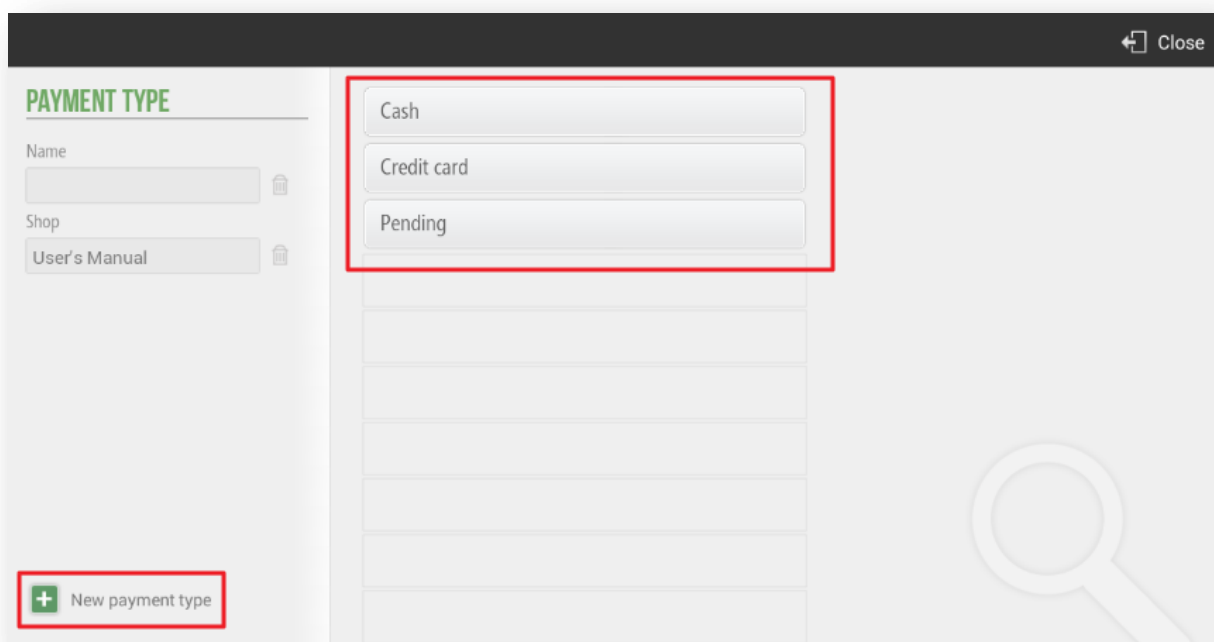 Close
PAYMENT TYPE
Name
Shop
User's Manual
New payment type
Cash
Credit card
Pending